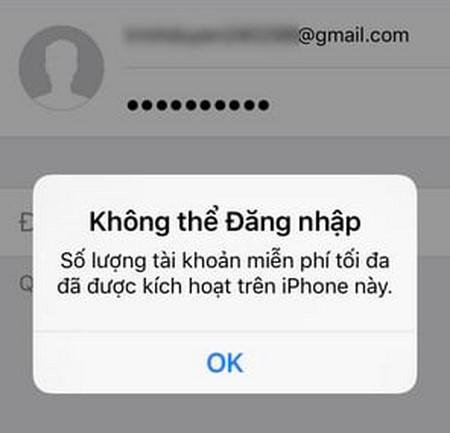 @gmail.com
Không thể Đăng nhập
Số lượng tài khoản miễn phí tối đa
đã được kích hoạt trên iPhone này.
OK